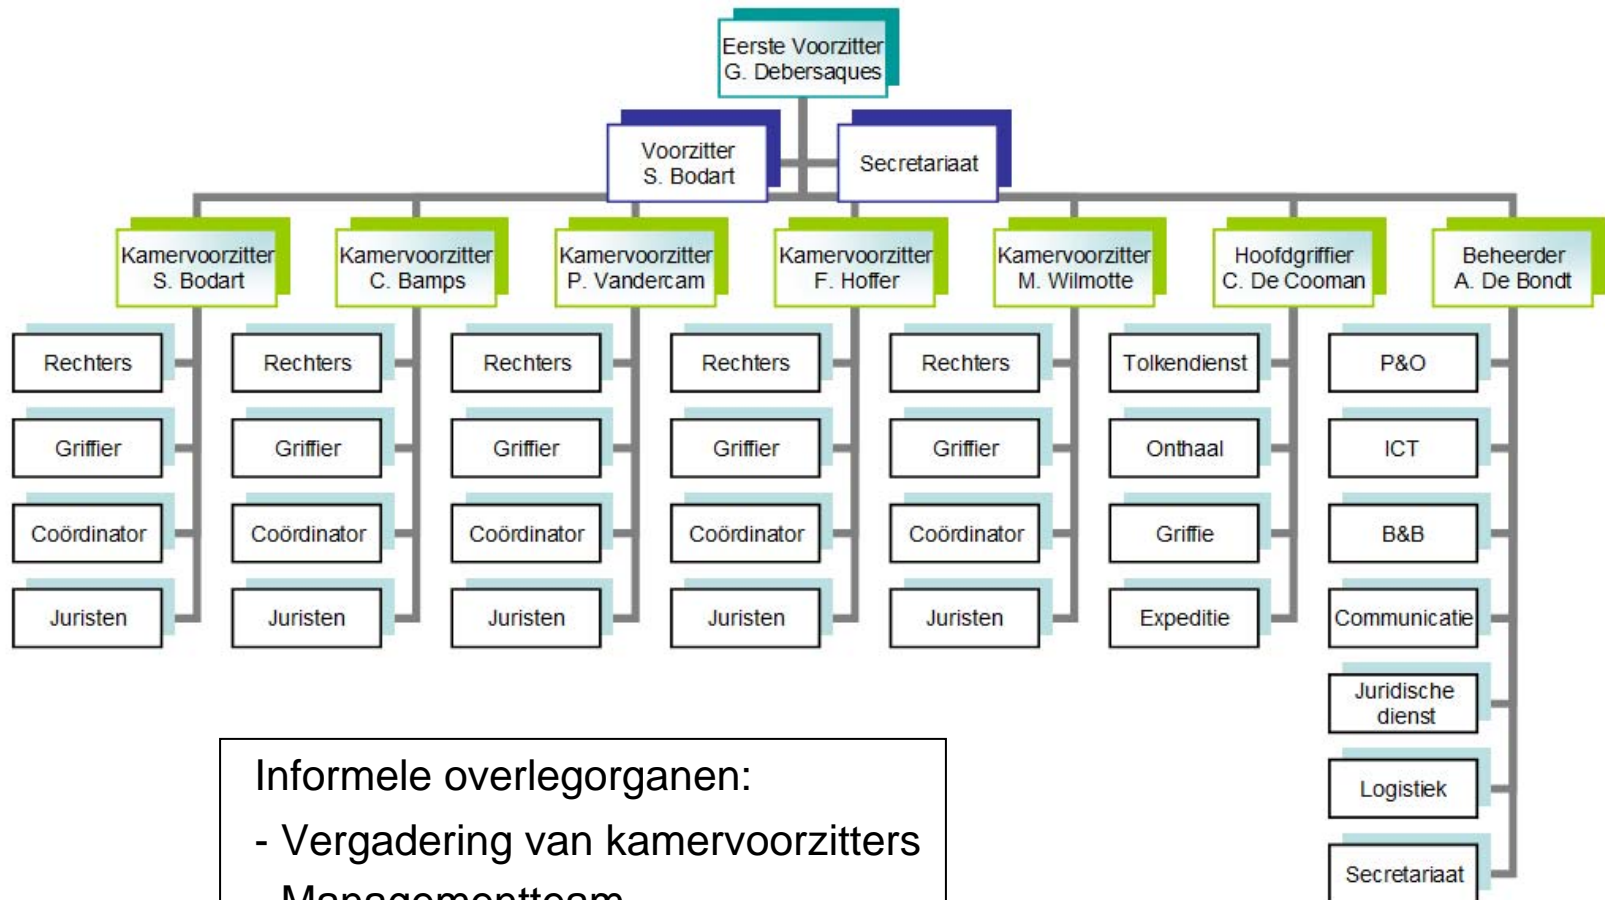 Eerste Voorzitter
G. Debersaques
Voorzitter
S. Bodart
Secretariaat
Kamervoorzitter
S. Bodart
Kamervoorzitter
C. Bamps
Kamervoorzitter
P. Vandercam
Kamervoorzitter
F. Hoffer
Kamervoorzitter
M. Wilmotte
Hoofdgriffier
C. De Cooman
Beheerder
A. De Bondt
Rechters
Griffier
Coördinator
Juristen
Rechters
Griffier
Coördinator
Juristen
Rechters
Griffier
Coördinator
Juristen
Rechters
Griffier
Coördinator
Juristen
Rechters
Griffier
Coördinator
Juristen
Tolkendienst
Onthaal
Griffie
Expeditie
P&O
ICT
B&B
Communicatie
Juridische
dienst
Logistiek
Secretariaat
Informele overlegorganen:
- Vergadering van kamervoorzitters
Managementteam